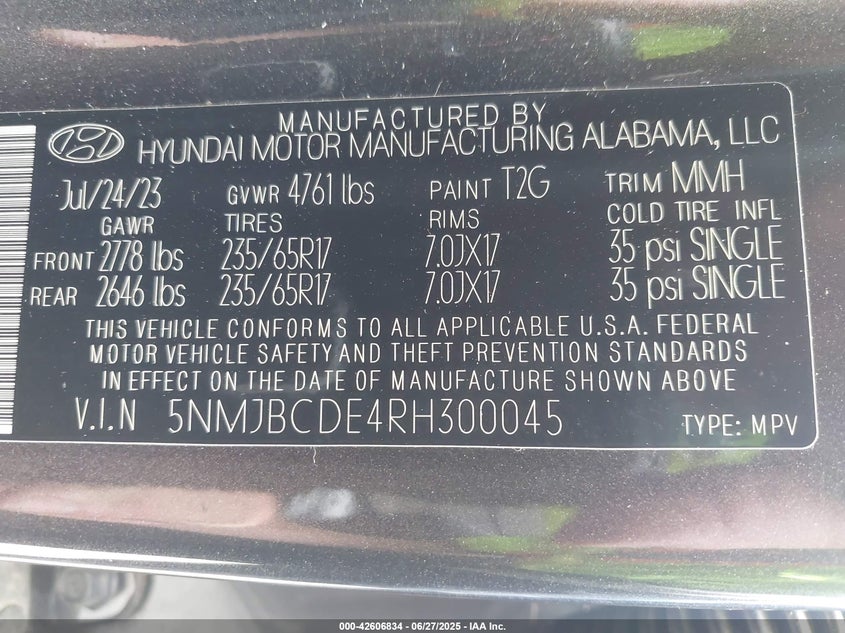 MANUFACTURED BY
HYUNDAI MOTOR MANUFACTURING ALABAMA, LLC
Jul/24/23 GVWR 4761 lbs PAINT T2G TRIM MMH
GAWR TIRES RIMS COLD TIRE INFL
FRONT 2778 lbs 235/65R17 7.0JX17 35 psi SINGLE
REAR 2646 lbs 235/65R17 7.0JX17 35 psi SINGLE
THIS VEHICLE CONFORMS TO ALL APPLICABLE U.S.A. FEDERAL
MOTOR VEHICLE SAFETY AND THEFT PREVENTION STANDARDS
IN EFFECT ON THE DATE OF MANUFACTURE SHOWN ABOVE
V.I.N 5NMJBCDE4RH300045 TYPE: MPV
000-42606834 - 06/27/2025 - IAA Inc.